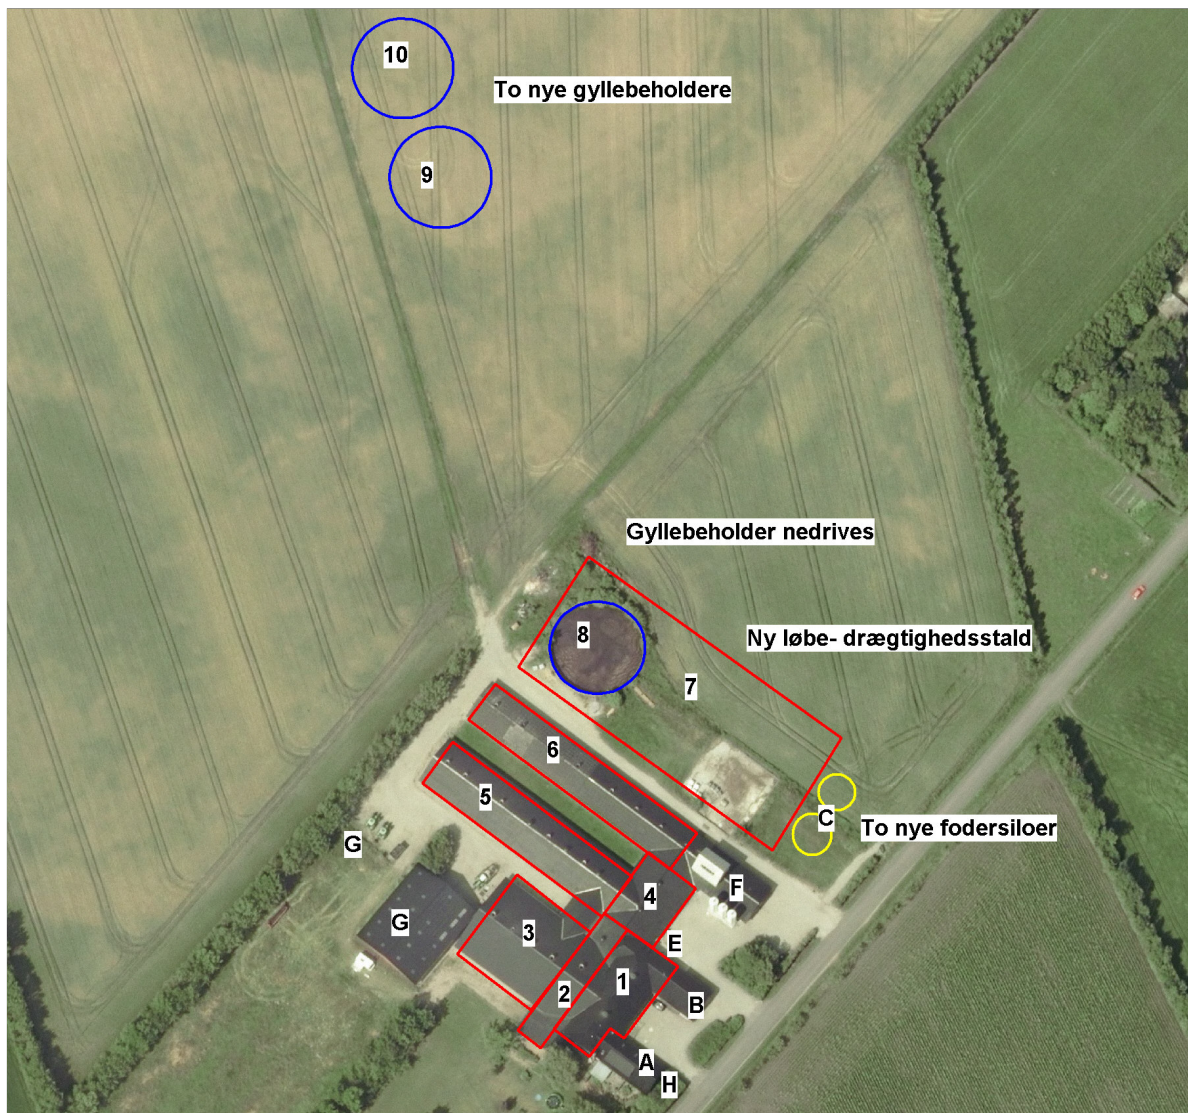 10
To nye gyllebeholdere
9
Gyllebeholder nedrives
8
Ny løbe- drægtighedsstald
7
6
5
C
To nye fodersiloer
G
F
4
G
3
E
1
2
B
A
H